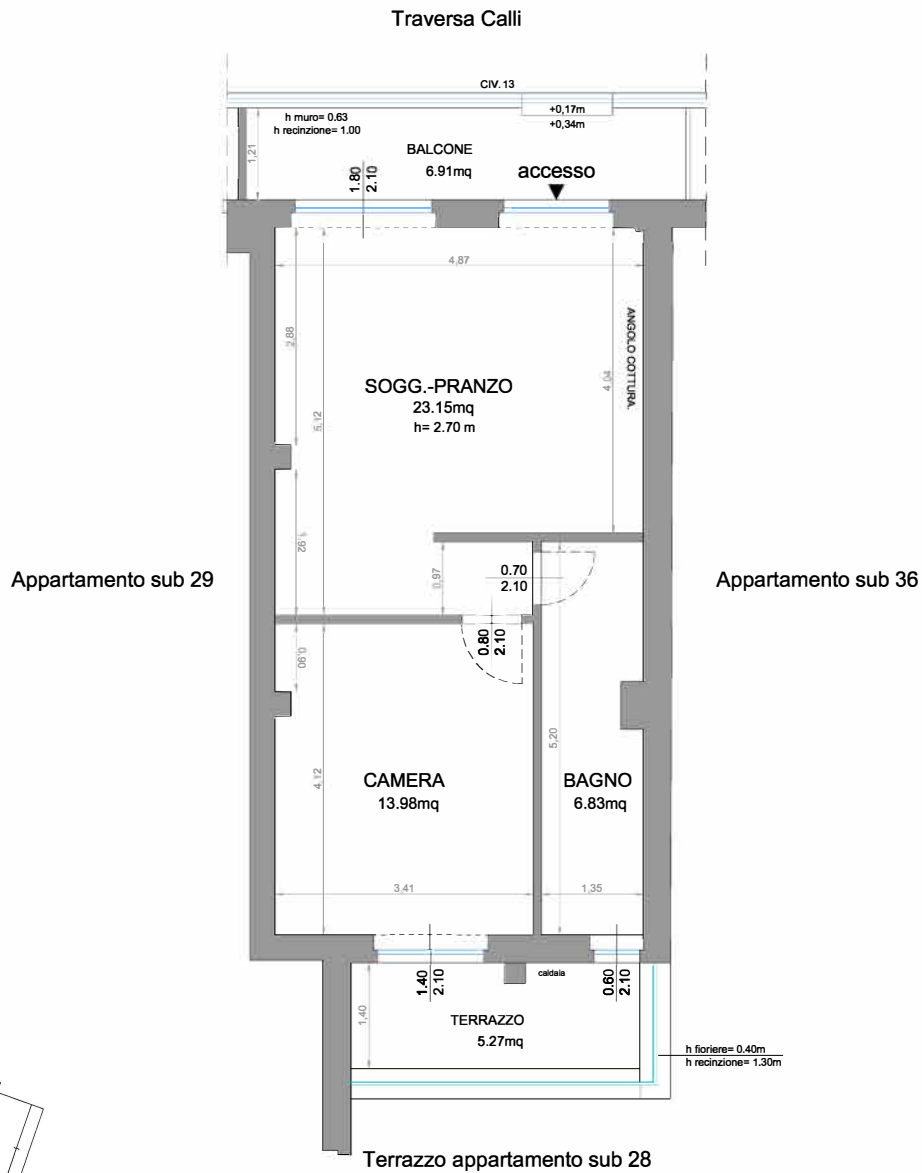 Traversa Calli
CIV. 13
+0,17m
+0,34m
h muro= 0.63
h recinzione= 1.00
1,21
BALCONE
6.91mq
1.80
2.10
accesso
4,87
2,88
5,12
4,04
ANGOLO COTTURA.
SOGG.-PRANZO
23.15mq
h= 2.70 m
1,92
0,97
0.70
2.10
Appartamento sub 29
Appartamento sub 36
0.80
2.10
0,90
4,12
5,20
CAMERA
13.98mq
BAGNO
6.83mq
3,41
1,35
1.40
2.10
caldaia
0.60
2.10
1,40
TERRAZZO
5.27mq
h fioriere= 0.40m
h recinzione= 1.30m
Terrazzo appartamento sub 28